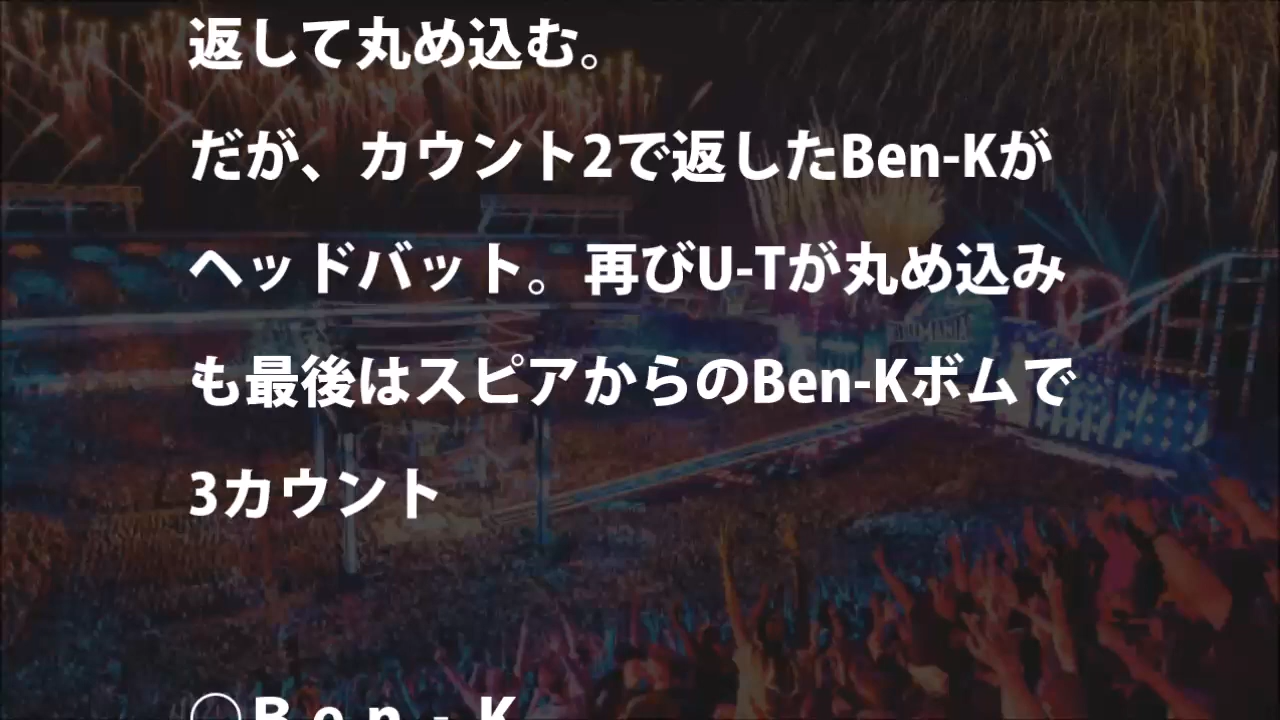 返して丸め込む。
だが、カウント2で返したBen-Kが
ヘッドバット。再びU-Tが丸め込み
も最後はスピアからのBen-Kボムで
3カウント
○Ｂｅｎ‐Ｋ